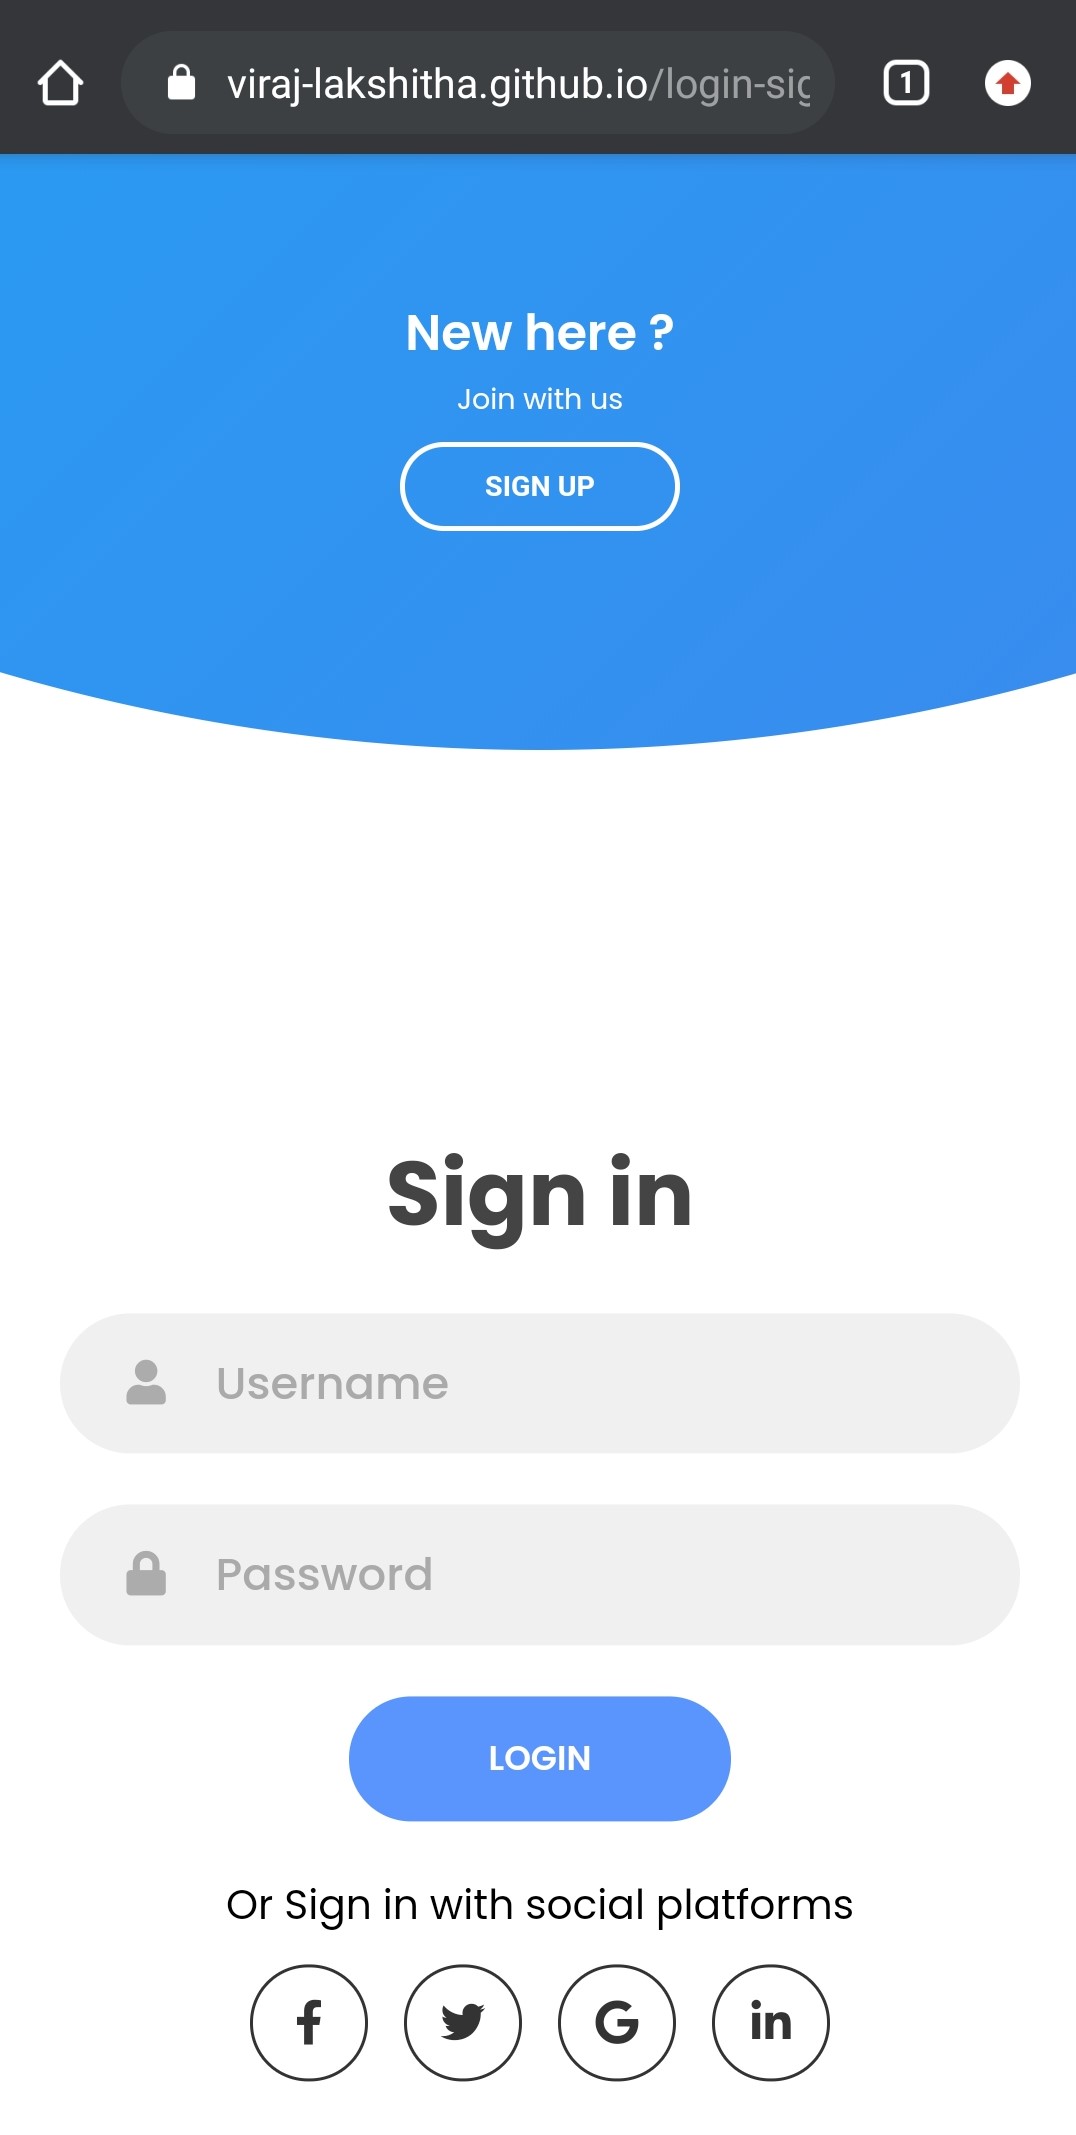 viraj-lakshitha.github.io/login-sig
1
New here ?
Join with us
SIGN UP
Sign in
Username
Password
LOGIN
Or Sign in with social platforms
f
G
in